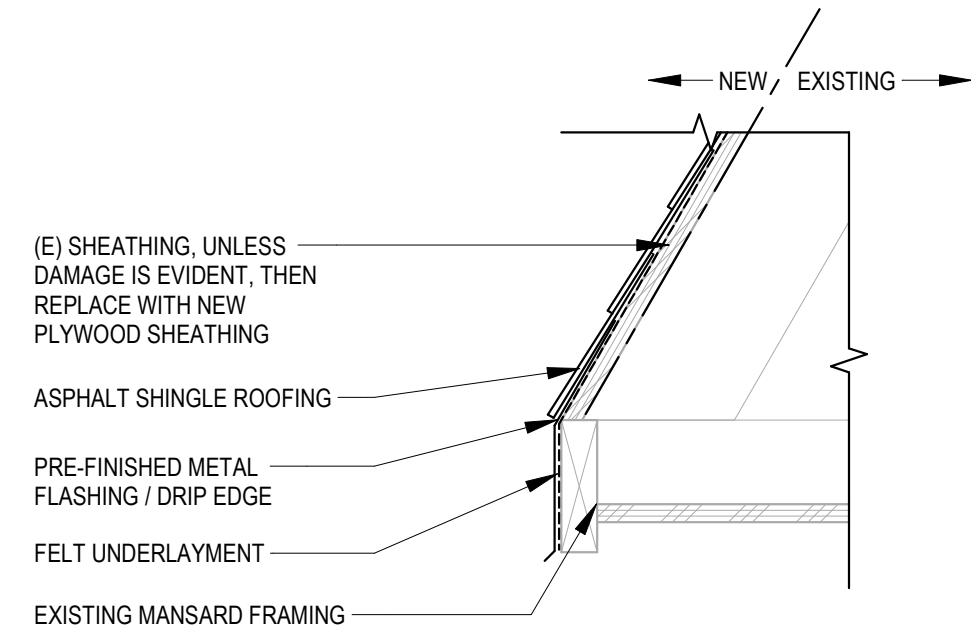 NEW EXISTING
(E) SHEATHING, UNLESS
DAMAGE IS EVIDENT, THEN
REPLACE WITH NEW
PLYWOOD SHEATHING
ASPHALT SHINGLE ROOFING
PRE-FINISHED METAL
FLASHING / DRIP EDGE
FELT UNDERLAYMENT
EXISTING MANSARD FRAMING